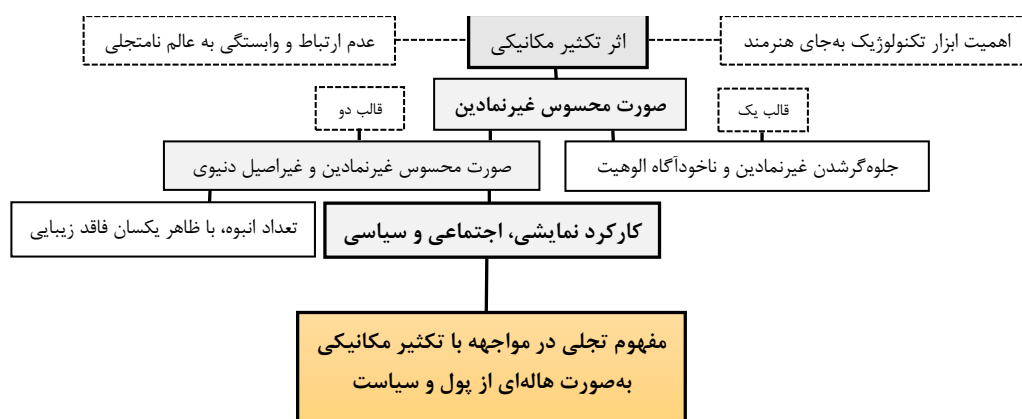 اهمیت ابزار تکنولوژیک به‌جای هنرمند
اثر تکثیر مکانیکی
عدم ارتباط و وابستگی به عالم نامتجلی
صورت محسوس غیرنمادین
قالب یک
قالب دو
جلوه‌گرشدن غیرنمادین و ناخودآگاه الوهیت
صورت محسوس غیرنمادین و غیراصیل دنیوی
کارکرد نمایشی، اجتماعی و سیاسی
تعداد انبوه، با ظاهر یکسان فاقد زیبایی
مفهوم تجلی در مواجهه با تکثیر مکانیکی
به‌صورت هاله‌ای از پول و سیاست